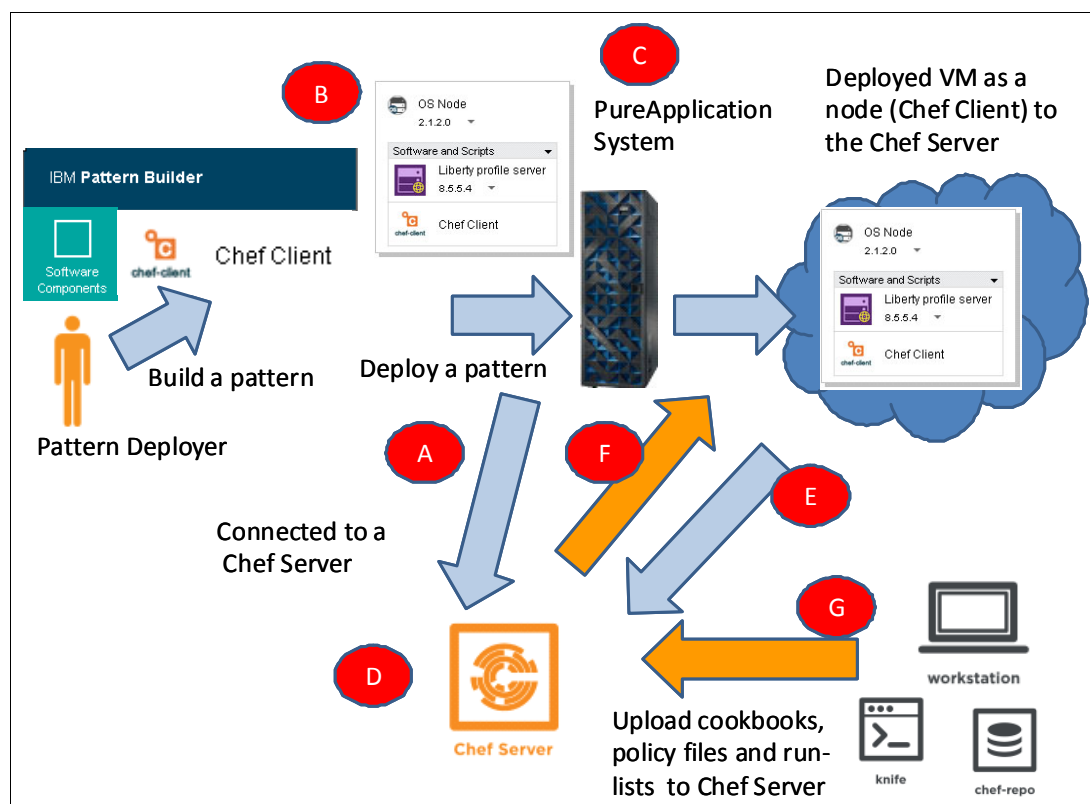 B
OS Node
2.1.2.0
Software and Scripts
Liberty profile server
8.5.5.4
chef-client
Chef Client
C
PureApplication
System
Deployed VM as a
node (Chef Client) to
the Chef Server
IBM Pattern Builder
Software
Components
chef-client
Chef Client
OS Node
2.1.2.0
Software and Scripts
Liberty profile server
8.5.5.4
chef-client
Chef Client
Build a pattern
Deploy a pattern
Pattern Deployer
A
F
E
Connected to a
Chef Server
D
Chef Server
G
workstation
Upload cookbooks,
policy files and run-
lists to Chef Server
knife
chef-repo